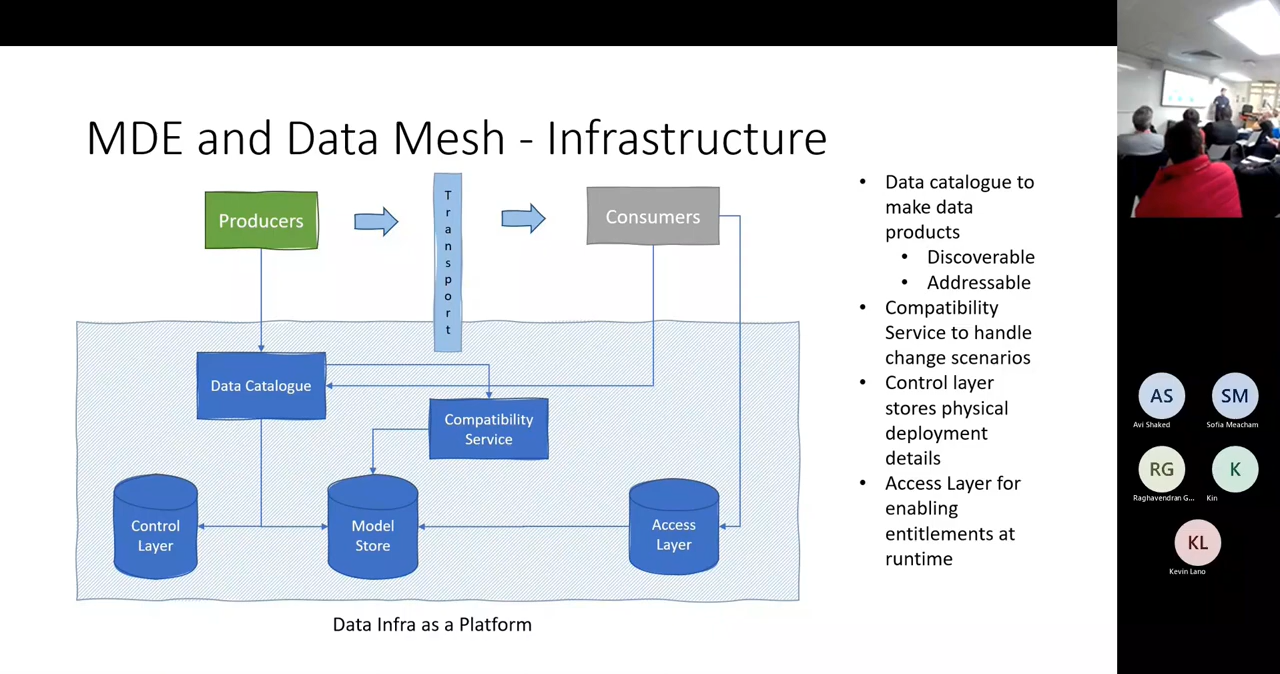 MDE and Data Mesh - Infrastructure
Producers
Transport
Consumers
Data Catalogue
Compatibility
Service
Control
Layer
Model
Store
Access
Layer
Data Infra as a Platform
• Data catalogue to
make data
products
• Discoverable
• Addressable
• Compatibility
Service to handle
change scenarios
• Control layer
stores physical
deployment
details
• Access Layer for
enabling
entitlements at
runtime
AS
Avi Shaked
SM
Sofia Meacham
RG
Raghavendran G...
K
Kin
KL
Kevin Lano